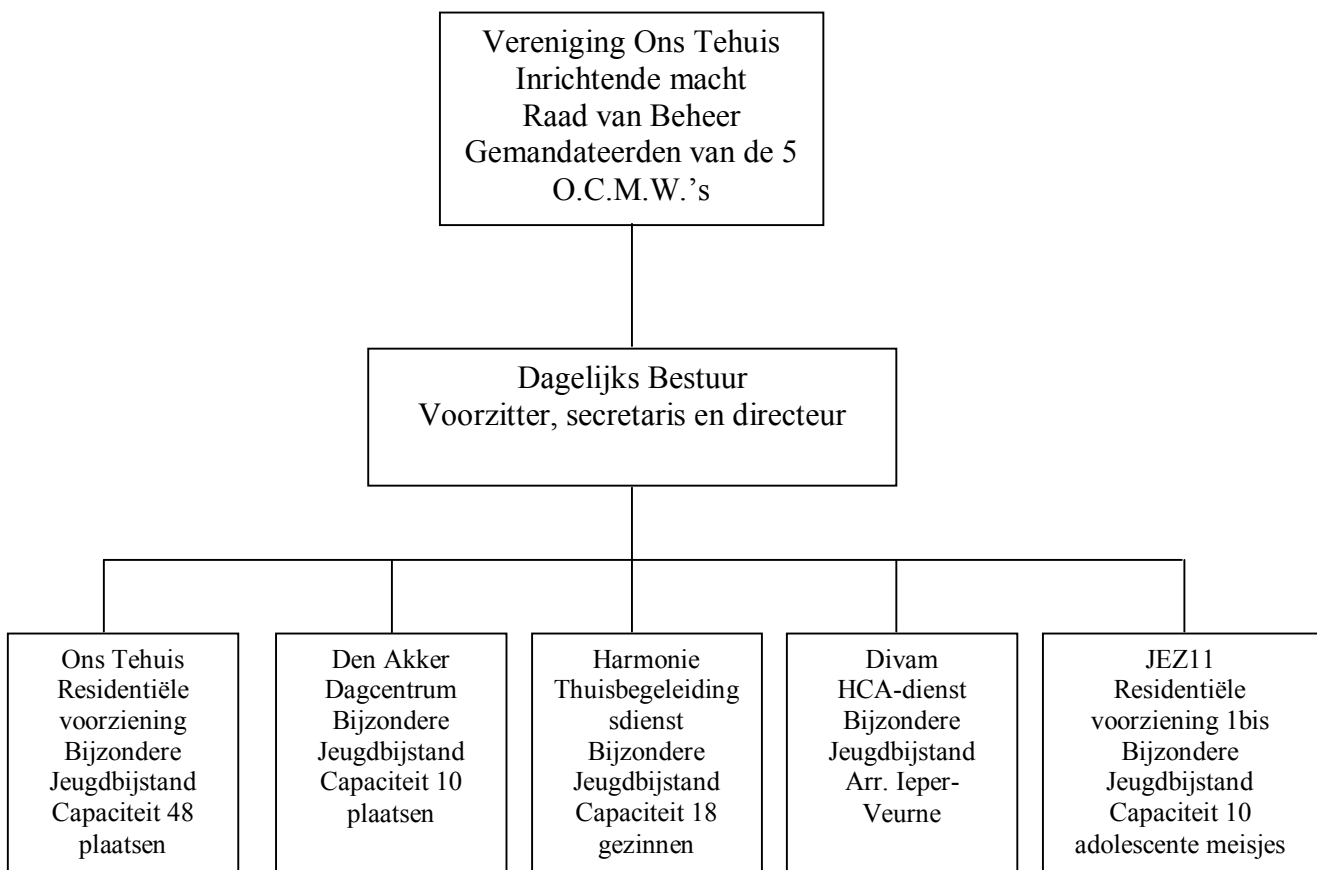 Vereniging Ons Tehuis
Inrichtende macht
Raad van Beheer
Gemandateerden van de 5
O.C.M.W.’s
Dagelijks Bestuur
Voorzitter, secretaris en directeur
Ons Tehuis
Residentiële
voorziening
Bijzondere
Jeugdbijstand
Capaciteit 48
plaatsen
Den Akker
Dagcentrum
Bijzondere
Jeugdbijstand
Capaciteit 10
plaatsen
Harmonie
Thuisbegeleiding
sdienst
Bijzondere
Jeugdbijstand
Capaciteit 18
gezinnen
Divam
HCA-dienst
Bijzondere
Jeugdbijstand
Arr. Ieper-
Veurne
JEZ11
Residentiële
voorziening 1bis
Bijzondere
Jeugdbijstand
Capaciteit 10
adolescente meisjes